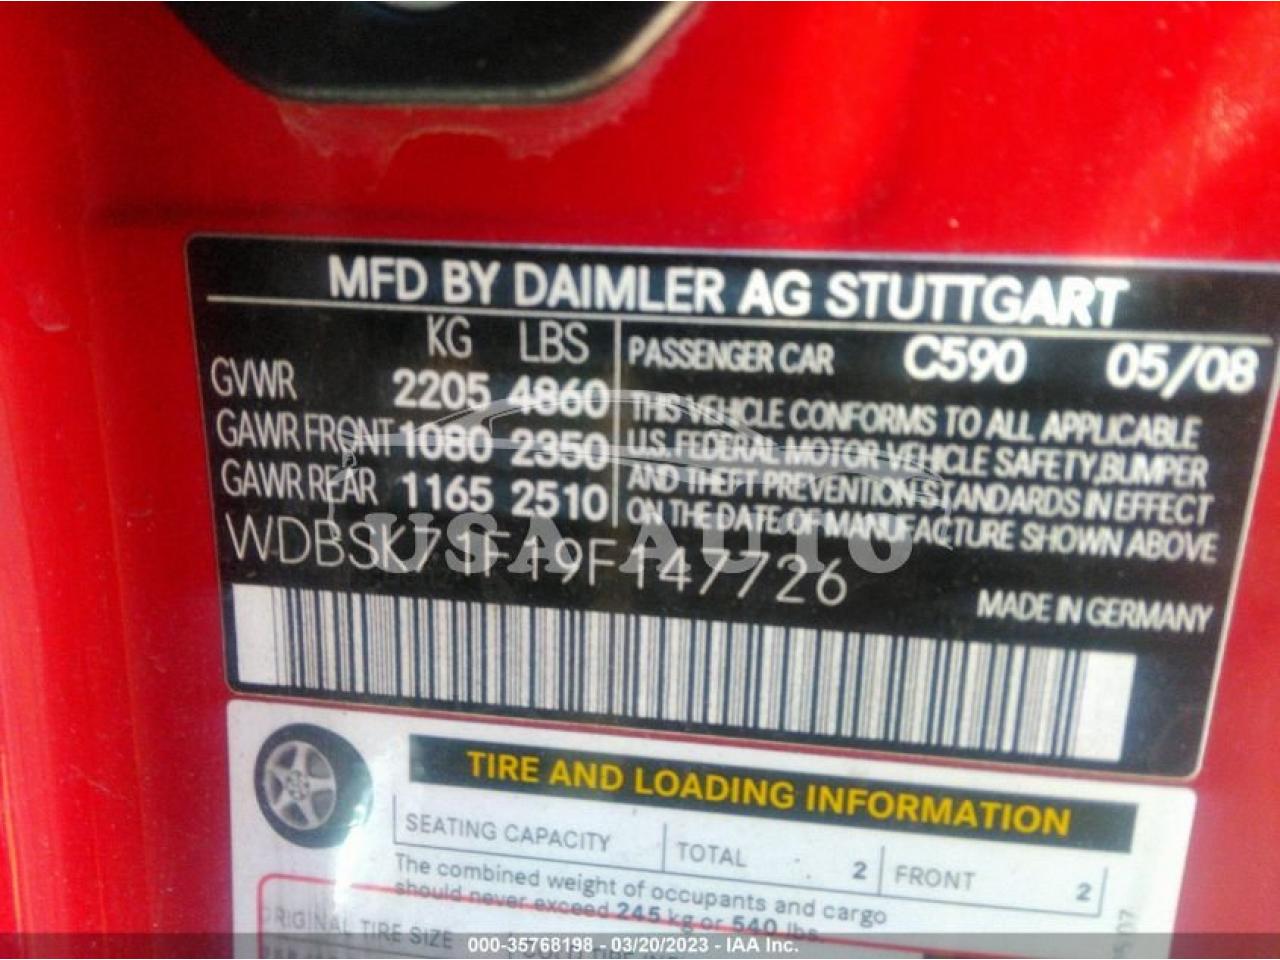 MFD BY DAIMLER AG STUTTGART
KG LBS
GVWR 2205 4860
GAWR FRONT 1080 2350
GAWR REAR 1165 2510
PASSENGER CAR C590 05/08
THIS VEHICLE CONFORMS TO ALL APPLICABLE
U.S. FEDERAL MOTOR VEHICLE SAFETY, BUMPER
AND THEFT PREVENTION STANDARDS IN EFFECT
ON THE DATE OF MANUFACTURE SHOWN ABOVE
WDBSK71F19F147726
USA AUTO
MADE IN GERMANY
TIRE AND LOADING INFORMATION
SEATING CAPACITY TOTAL 2 FRONT 2
The combined weight of occupants and cargo
should never exceed 245 kg or 540 lbs.
ORIGINAL TIRE SIZE
000-35768198 - 03/20/2023 - IAA Inc.